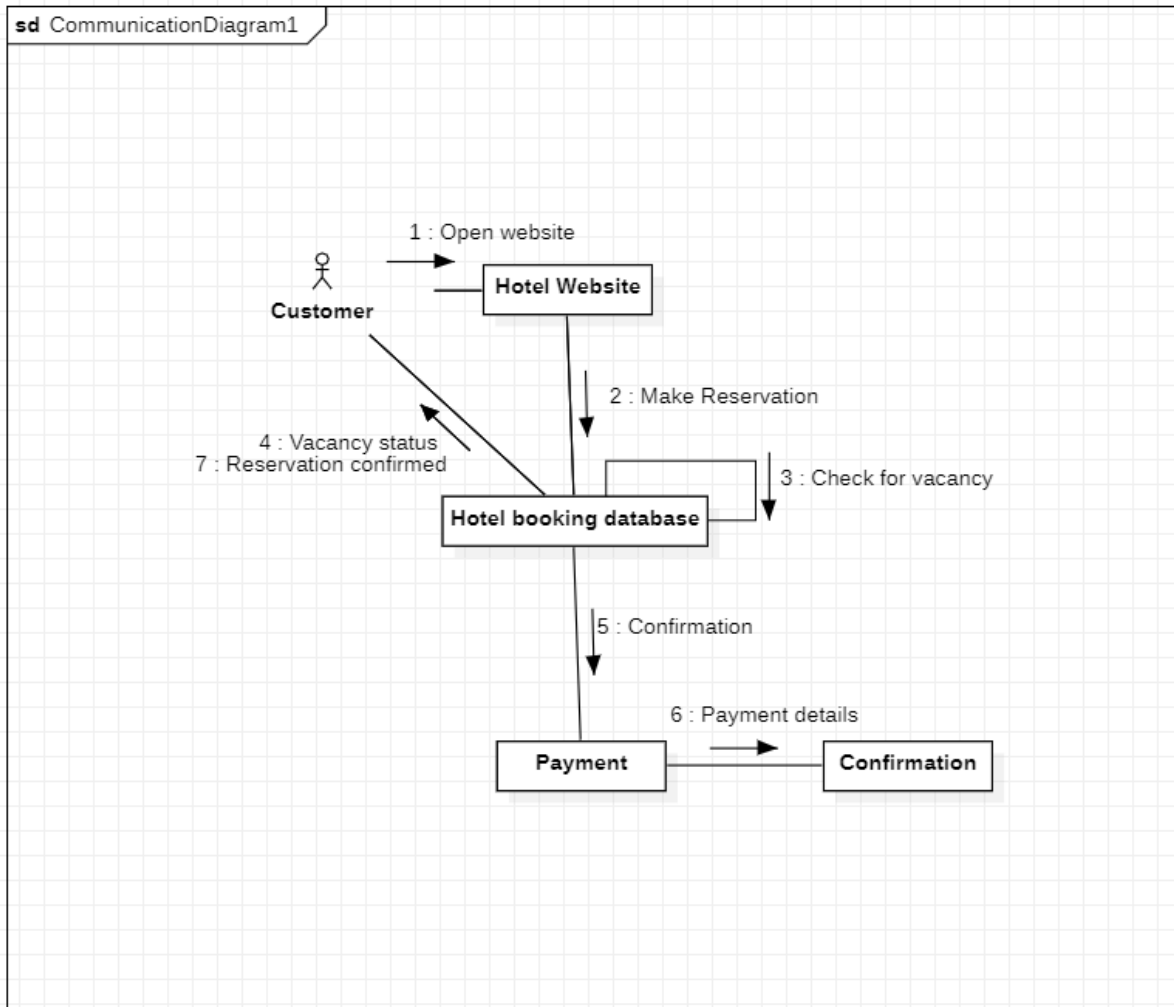 sd CommunicationDiagram1
1 : Open website
Hotel Website
Customer
2 : Make Reservation
4 : Vacancy status
7 : Reservation confirmed
3 : Check for vacancy
Hotel booking database
5 : Confirmation
6 : Payment details
Payment
Confirmation